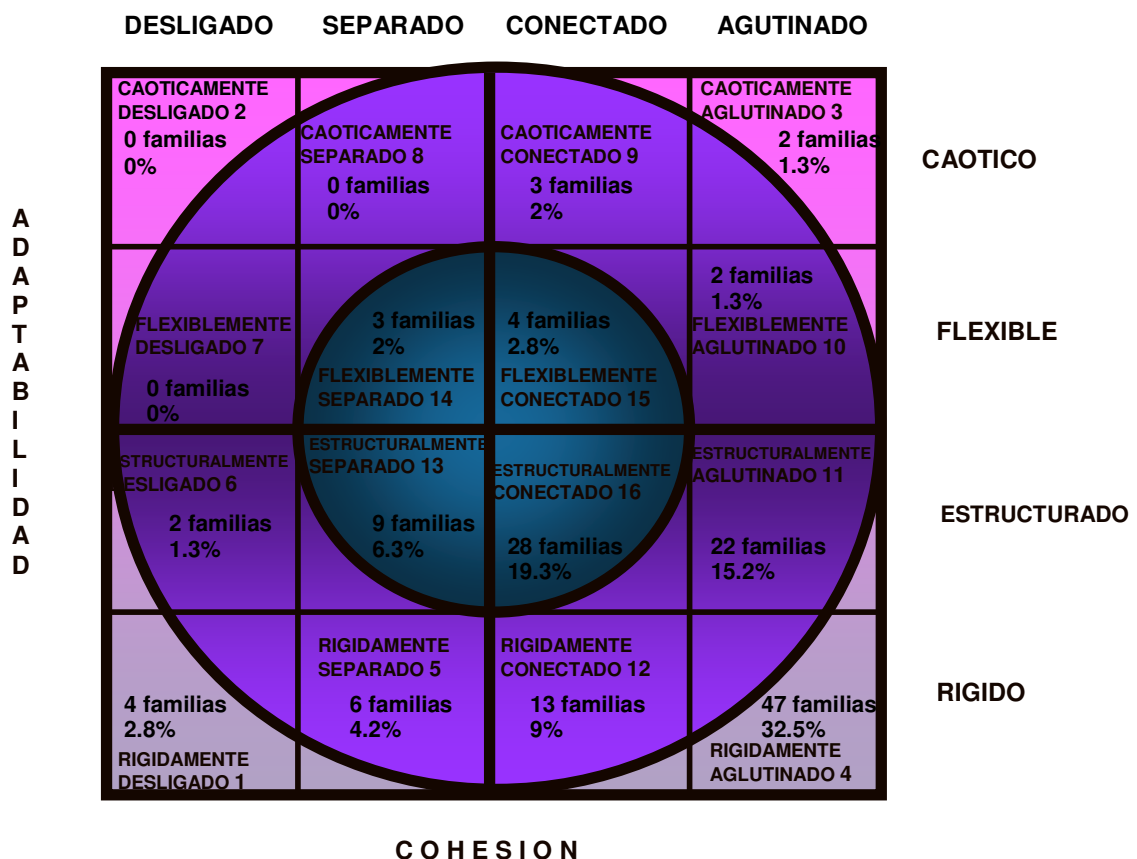 DESLIGADO SEPARADO CONECTADO AGUTINADO
CAOTICAMENTE
DESLIGADO 2
0 familias
0%
CAOTICAMENTE
SEPARADO 8
0 familias
0%
CAOTICAMENTE
CONECTADO 9
3 familias
2%
CAOTICAMENTE
AGLUTINADO 3
2 familias
1.3%
CAOTICO
ADAPTABILIDAD
FLEXIBLEMENTE
DESLIGADO 7
0 familias
0%
3 familias
2%
FLEXIBLEMENTE
SEPARADO 14
4 familias
2.8%
FLEXIBLEMENTE
CONECTADO 15
2 familias
1.3%
FLEXIBLEMENTE
AGLUTINADO 10
FLEXIBLE
ESTRUCTURALMENTE
DESLIGADO 6
2 familias
1.3%
ESTRUCTURALMENTE
SEPARADO 13
9 familias
6.3%
ESTRUCTURALMENTE
CONECTADO 16
28 familias
19.3%
ESTRUCTURALMENTE
AGLUTINADO 11
22 familias
15.2%
ESTRUCTURADO
4 familias
2.8%
RIGIDAMENTE
DESLIGADO 1
RIGIDAMENTE
SEPARADO 5
6 familias
4.2%
RIGIDAMENTE
CONECTADO 12
13 familias
9%
47 familias
32.5%
RIGIDAMENTE
AGLUTINADO 4
RIGIDO
COHESION